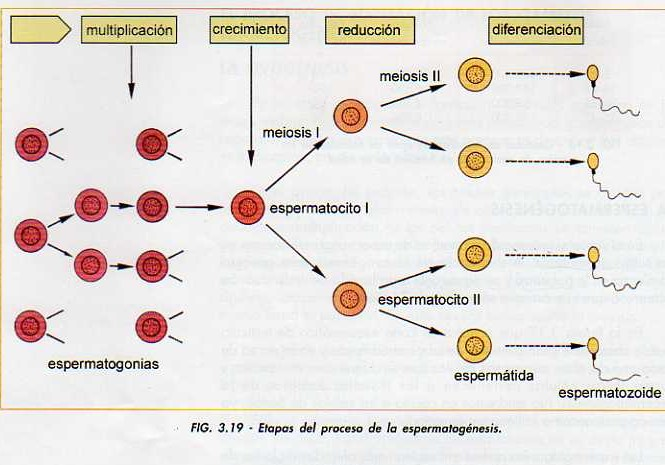 multiplicación
crecimiento
reducción
diferenciación
meiosis II
meiosis I
espermatocito I
espermatocito II
espermatogonias
espermátida
espermatozoide
FIG. 3.19 - Etapas del proceso de la espermatogénesis.